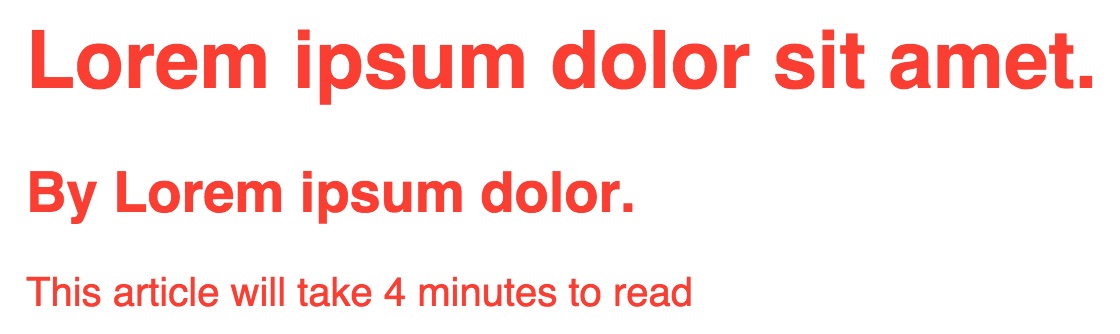 Lorem ipsum dolor sit amet.
By Lorem ipsum dolor.
This article will take 4 minutes to read